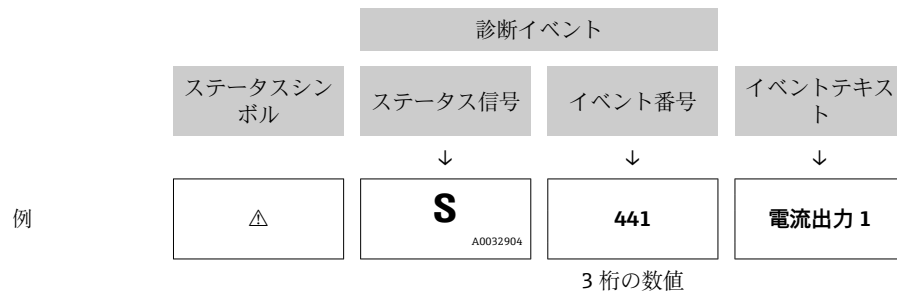 診断イベント
ステータスシン
ボル
ステータス信号
イベント番号
イベントテキス
ト
↓ ↓ ↓
例
⚠
S
A0032904
441
電流出力 1
3 桁の数値